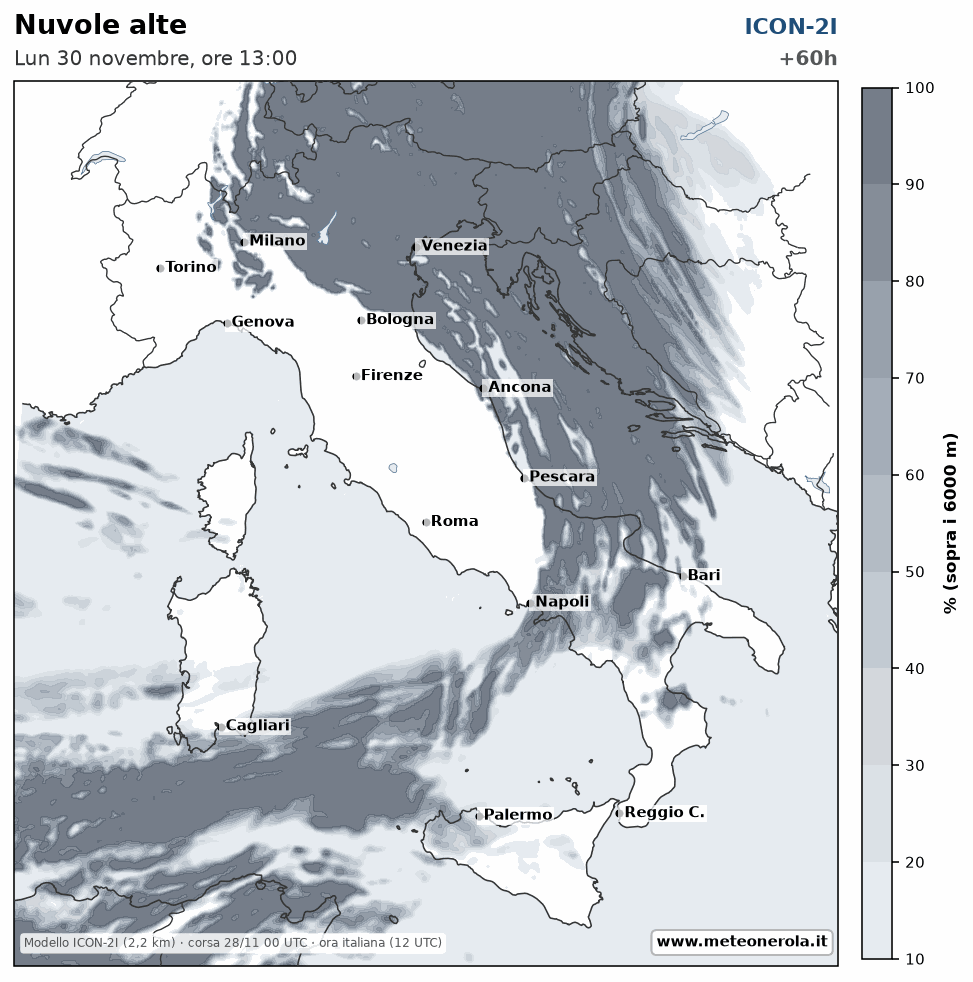 Nuvole alte
ICON-2I
Lun 30 novembre, ore 13:00
+60h
100
90
80
70
60
50
40
30
20
10
% (sopra i 6000 m)
Milano
Venezia
Torino
Genova
Bologna
Firenze
Ancona
Pescara
Roma
Bari
Napoli
Cagliari
Palermo
Reggio C.
Modello ICON-2I (2,2 km) · corsa 28/11 00 UTC · ora italiana (12 UTC)
www.meteonerola.it